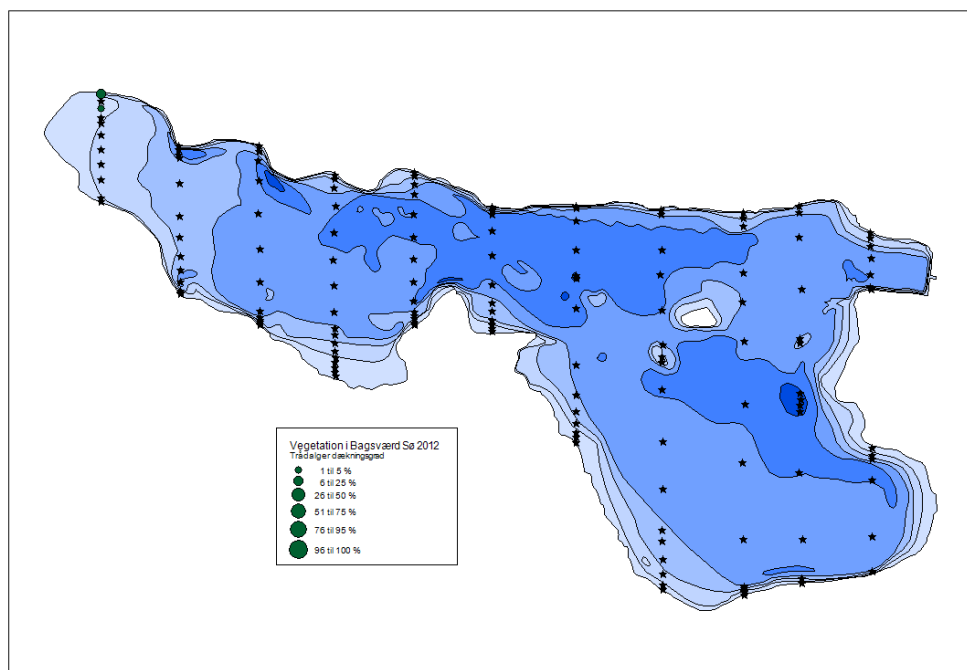 Vegetation i Bagsværd Sø 2012
Trådalger dækningsgrad
1 til 5 %
6 til 25 %
26 til 50 %
51 til 75 %
76 til 95 %
96 til 100 %